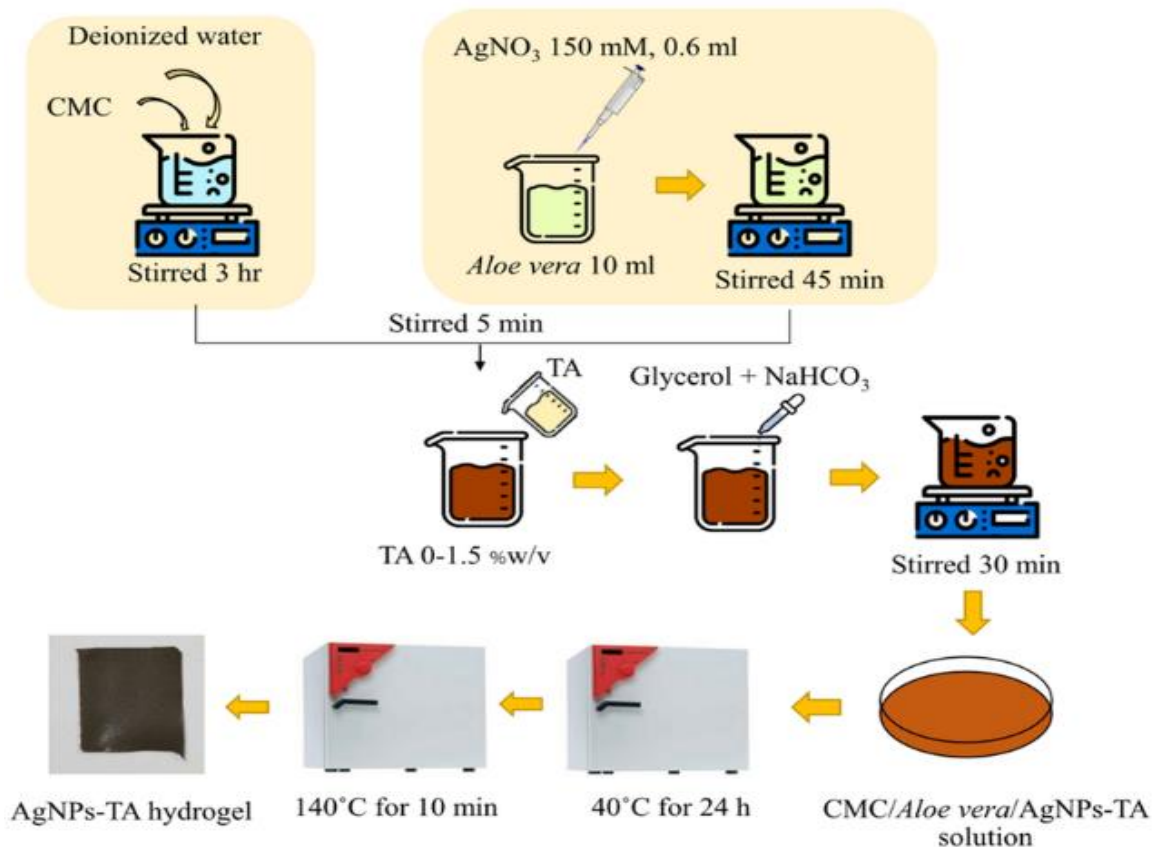 Deionized water
CMC
Stirred 3 hr
AgNO₃ 150 mM, 0.6 ml
Aloe vera 10 ml
Stirred 45 min
Stirred 5 min
TA
TA 0-1.5 %w/v
Glycerol + NaHCO₃
Stirred 30 min
AgNPs-TA hydrogel
140˚C for 10 min
40˚C for 24 h
CMC/Aloe vera/AgNPs-TA
solution